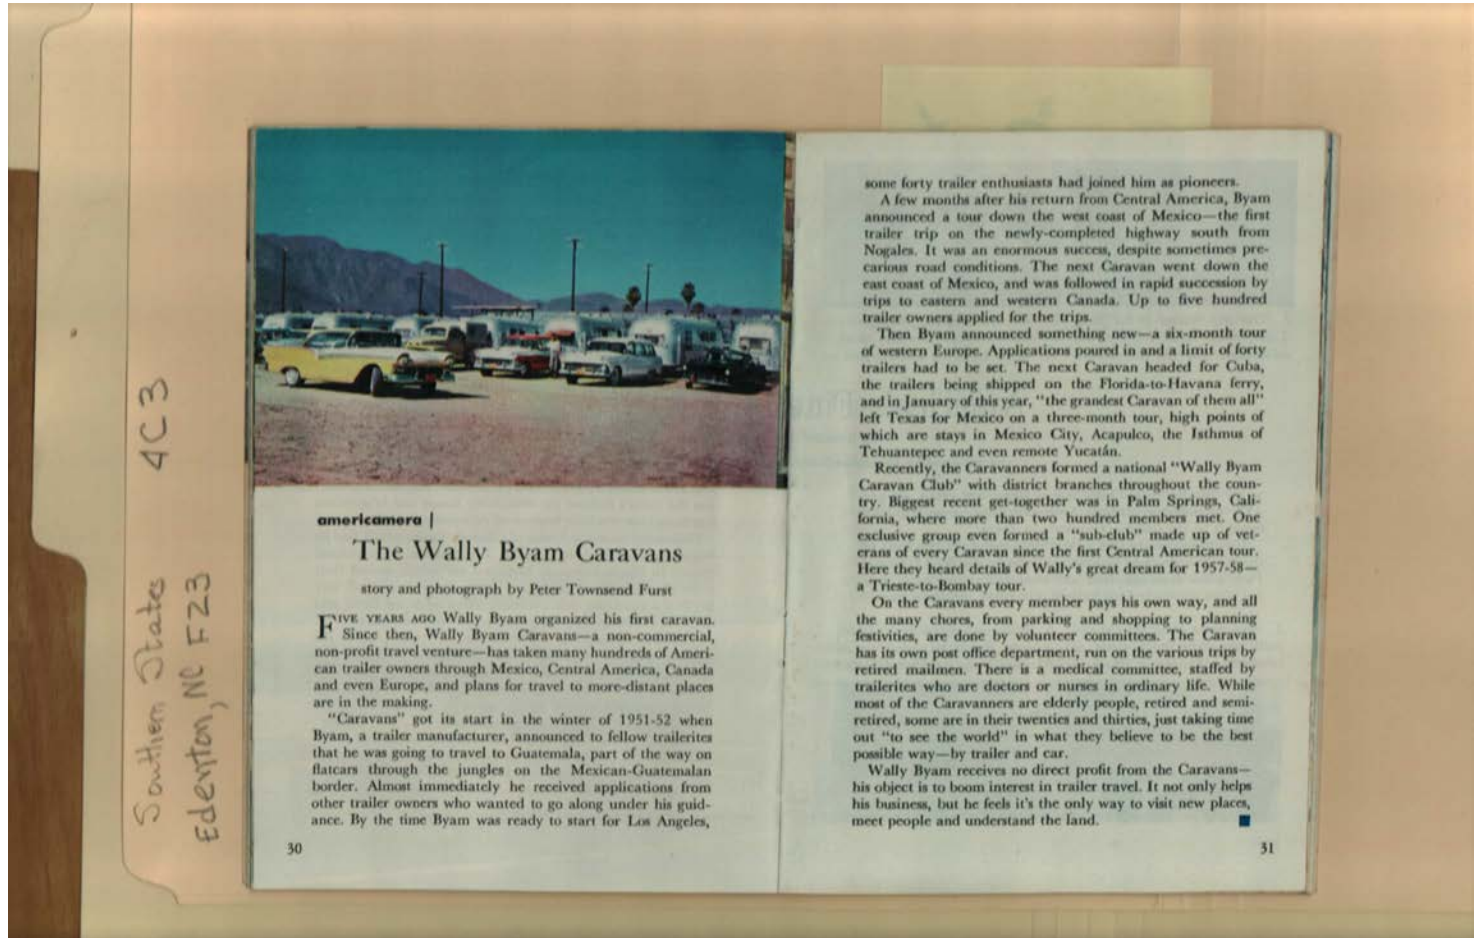 Southern States 4C3
Edenton, NC F23
americamera |
The Wally Byam Caravans
story and photograph by Peter Townsend Furst
FIVE YEARS AGO Wally Byam organized his first caravan.
Since then, Wally Byam Caravans—a non-commercial,
non-profit travel venture—has taken many hundreds of Ameri-
can trailer owners through Mexico, Central America, Canada
and even Europe, and plans for travel to more-distant places
are in the making.
"Caravans" got its start in the winter of 1951-52 when
Byam, a trailer manufacturer, announced to fellow trailerites
that he was going to travel to Guatemala, part of the way on
flatcars through the jungles on the Mexican-Guatemalan
border. Almost immediately he received applications from
other trailer owners who wanted to go along under his guid-
ance. By the time Byam was ready to start for Los Angeles,
30
some forty trailer enthusiasts had joined him as pioneers.
A few months after his return from Central America, Byam
announced a tour down the west coast of Mexico—the first
trailer trip on the newly-completed highway south from
Nogales. It was an enormous success, despite sometimes pre-
carious road conditions. The next Caravan went down the
east coast of Mexico, and was followed in rapid succession by
trips to eastern and western Canada. Up to five hundred
trailer owners applied for the trips.
Then Byam announced something new—a six-month tour
of western Europe. Applications poured in and a limit of forty
trailers had to be set. The next Caravan headed for Cuba,
the trailers being shipped on the Florida-to-Havana ferry,
and in January of this year, "the grandest Caravan of them all"
left Texas for Mexico on a three-month tour, high points of
which are stays in Mexico City, Acapulco, the Isthmus of
Tehuantepec and even remote Yucatán.
Recently, the Caravanners formed a national "Wally Byam
Caravan Club" with district branches throughout the coun-
try. Biggest recent get-together was in Palm Springs, Cali-
fornia, where more than two hundred members met. One
exclusive group even formed a "sub-club" made up of vet-
erans of every Caravan since the first Central American tour.
Here they heard details of Wally's great dream for 1957-58—
a Trieste-to-Bombay tour.
On the Caravans every member pays his own way, and all
the many chores, from parking and shopping to planning
festivities, are done by volunteer committees. The Caravan
has its own post office department, run on the various trips by
retired mailmen. There is a medical committee, staffed by
trailerites who are doctors or nurses in ordinary life. While
most of the Caravanners are elderly people, retired and semi-
retired, some are in their twenties and thirties, just taking time
out "to see the world" in what they believe to be the best
possible way—by trailer and car.
Wally Byam receives no direct profit from the Caravans—
his object is to boom interest in trailer travel. It not only helps
his business, but he feels it's the only way to visit new places,
meet people and understand the land.
31